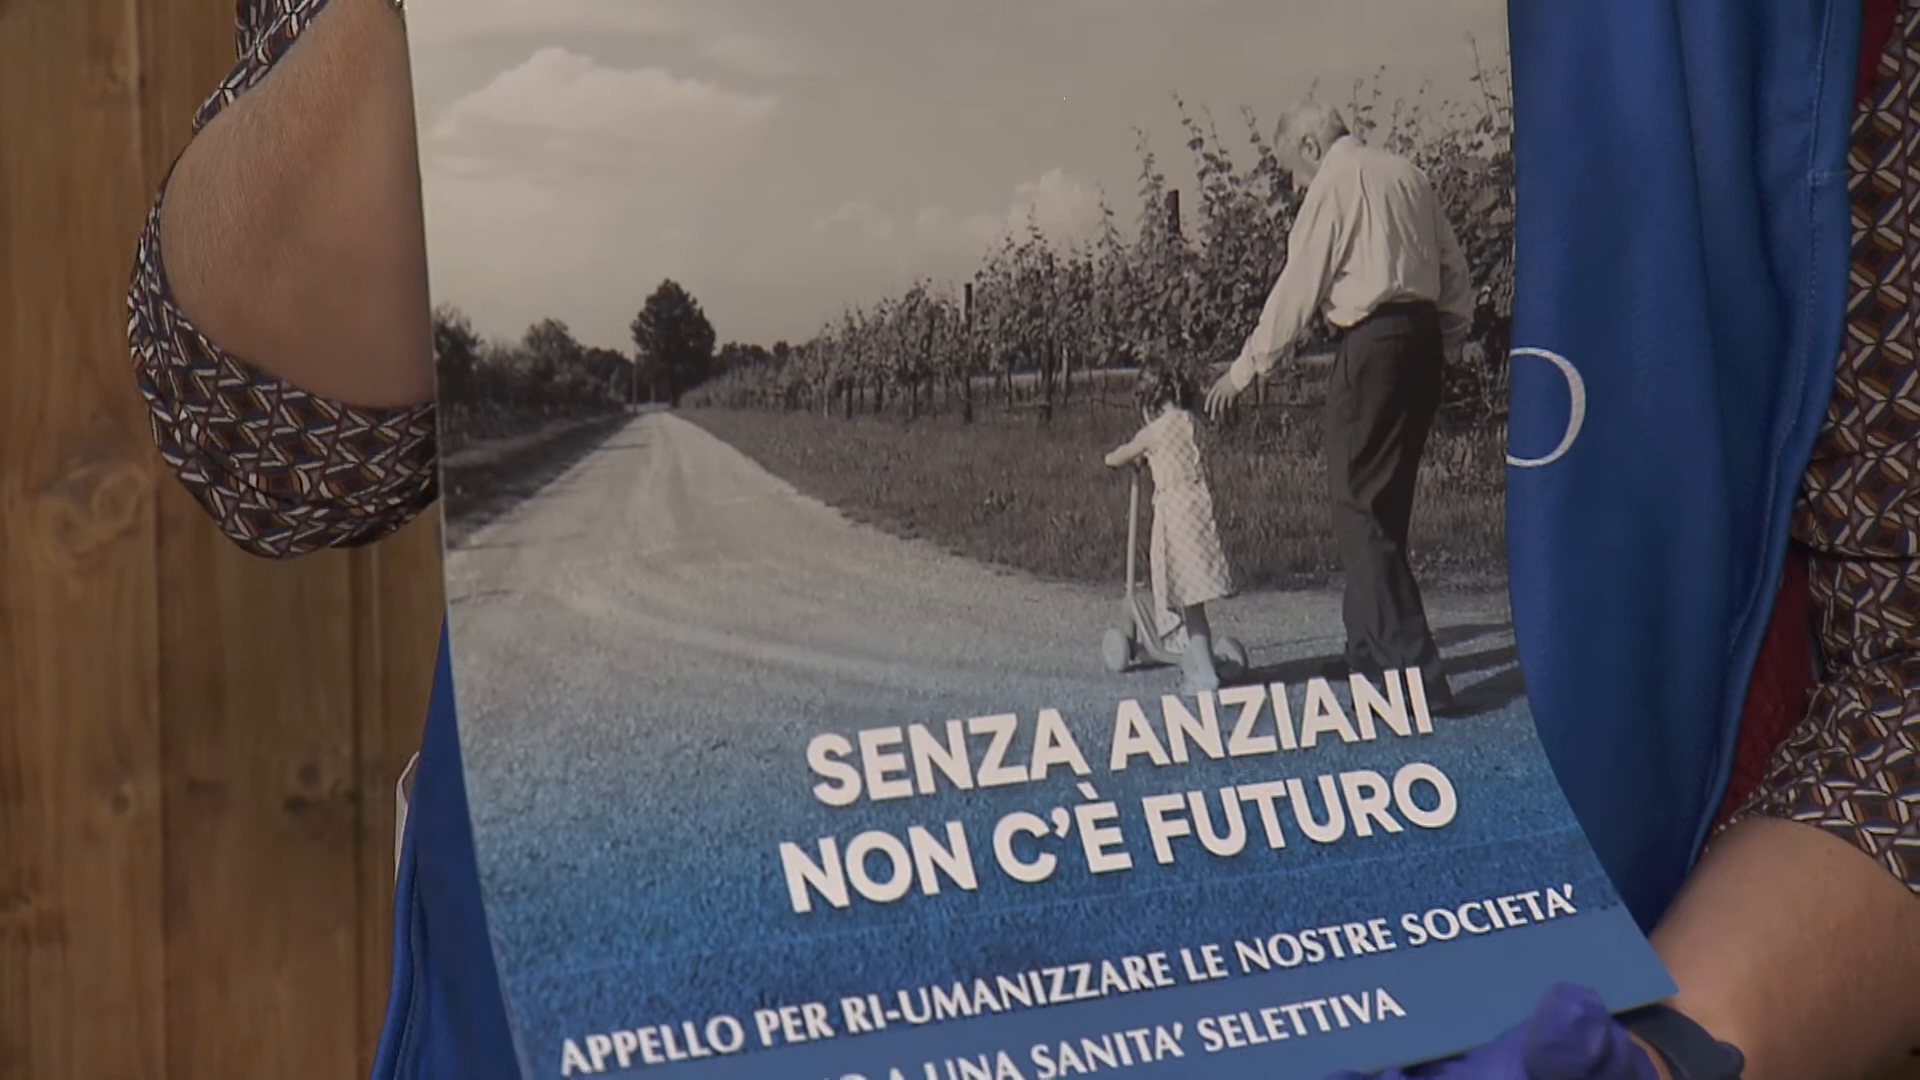 SENZA ANZIANI
NON C'È FUTURO
APPELLO PER RI-UMANIZZARE LE NOSTRE SOCIETA'
A UNA SANITA' SELETTIVA
O